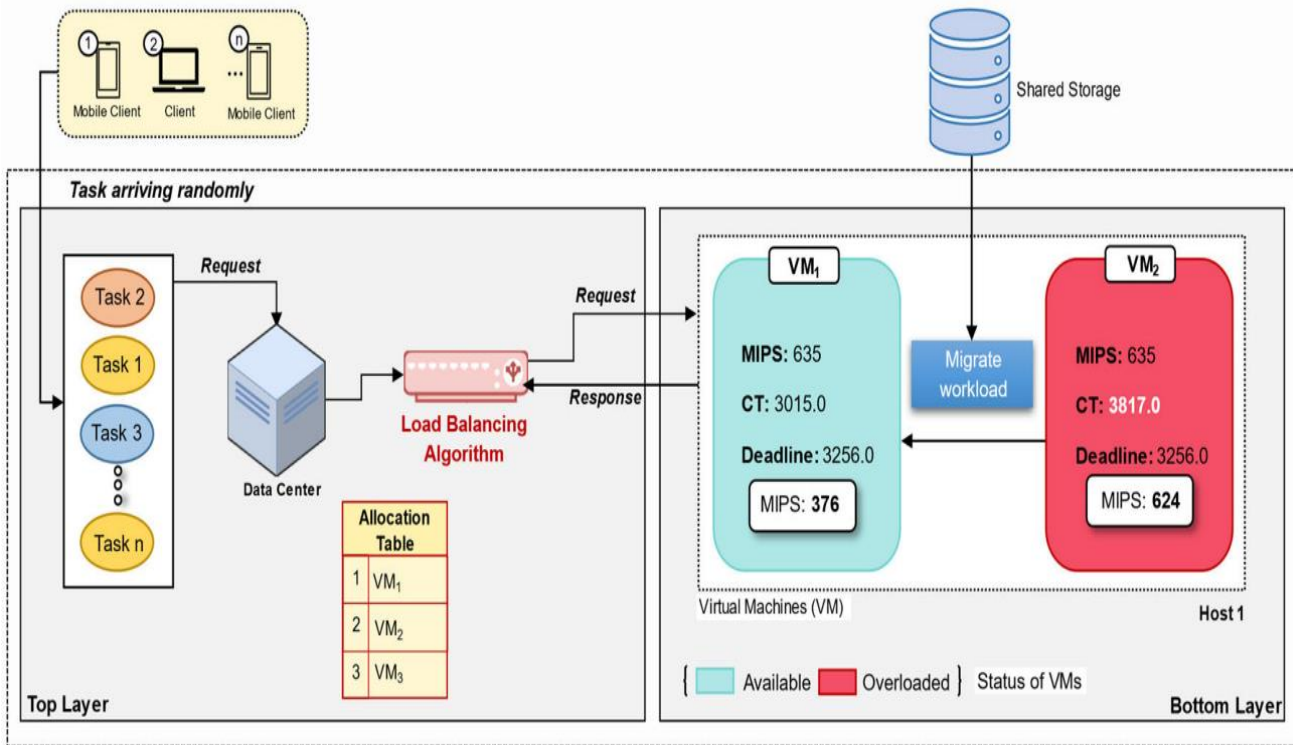 1
2
n
...
Mobile Client
Client
Mobile Client
Shared Storage
Task arriving randomly
Request
Task 2
Task 1
Task 3
Task n
Data Center
Load Balancing
Algorithm
Request
Response
Allocation
Table
1 VM₁
2 VM₂
3 VM₃
Top Layer
VM₁
MIPS: 635
CT: 3015.0
Deadline: 3256.0
MIPS: 376
Migrate
workload
VM₂
MIPS: 635
CT: 3817.0
Deadline: 3256.0
MIPS: 624
Virtual Machines (VM)
Host 1
{ Available Overloaded } Status of VMs
Bottom Layer